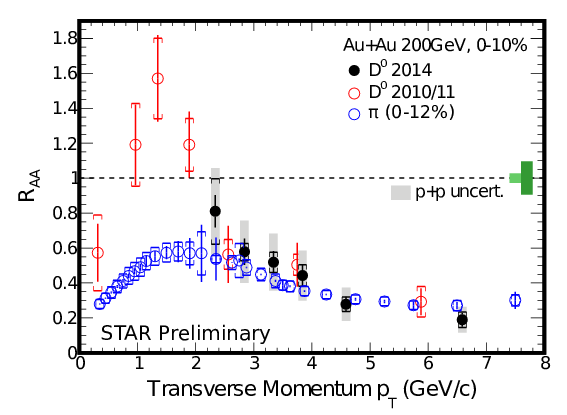 Au+Au 200GeV, 0-10%
D⁰ 2014
D⁰ 2010/11
π (0-12%)
p+p uncert.
STAR Preliminary
R_AA
1.8
1.6
1.4
1.2
1
0.8
0.6
0.4
0.2
0
0 1 2 3 4 5 6 7 8
Transverse Momentum p_T (GeV/c)